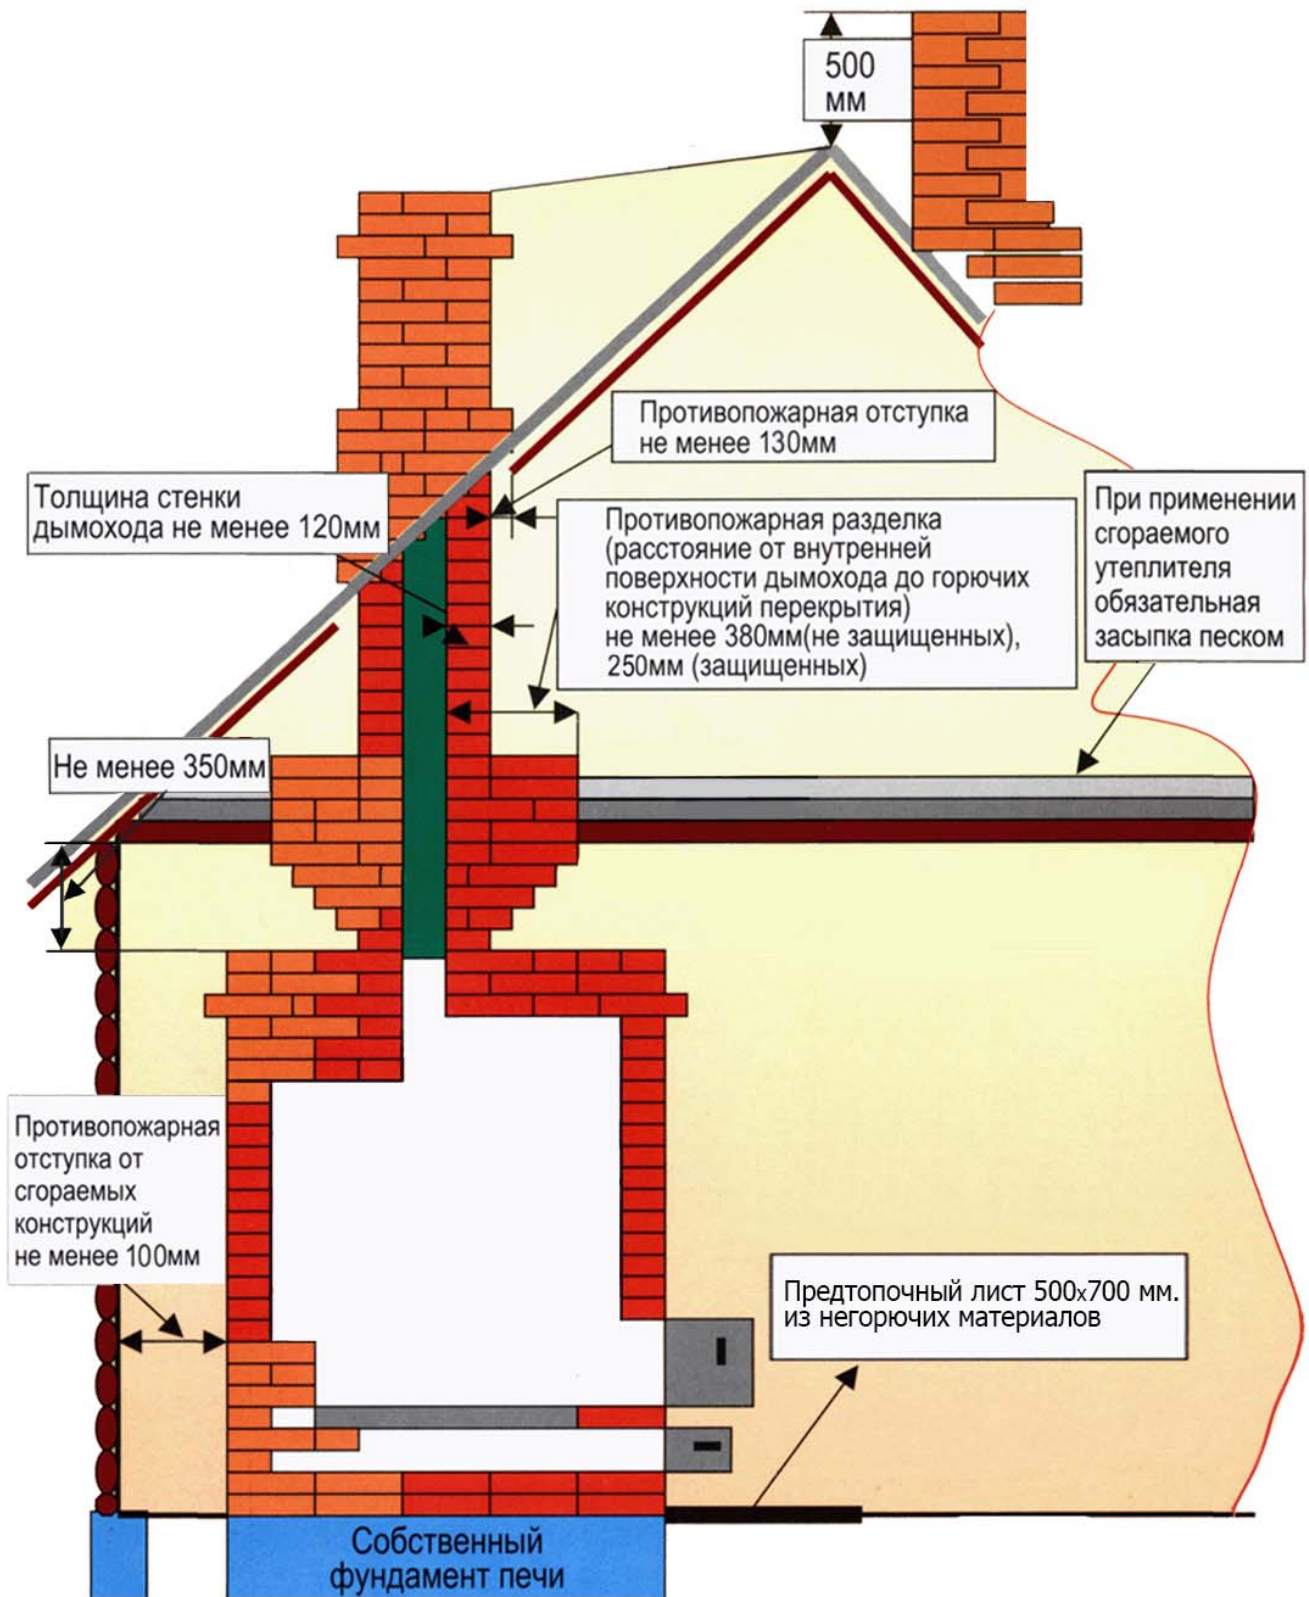 500
мм
Противопожарная отступка
не менее 130мм
Толщина стенки
дымохода не менее 120мм
Противопожарная разделка
(расстояние от внутренней
поверхности дымохода до горючих
конструкций перекрытия)
не менее 380мм(не защищенных),
250мм (защищенных)
При применении
сгораемого
утеплителя
обязательная
засыпка песком
Не менее 350мм
Противопожарная
отступка от
сгораемых
конструкций
не менее 100мм
Предтопочный лист 500х700 мм.
из негорючих материалов
Собственный
фундамент печи